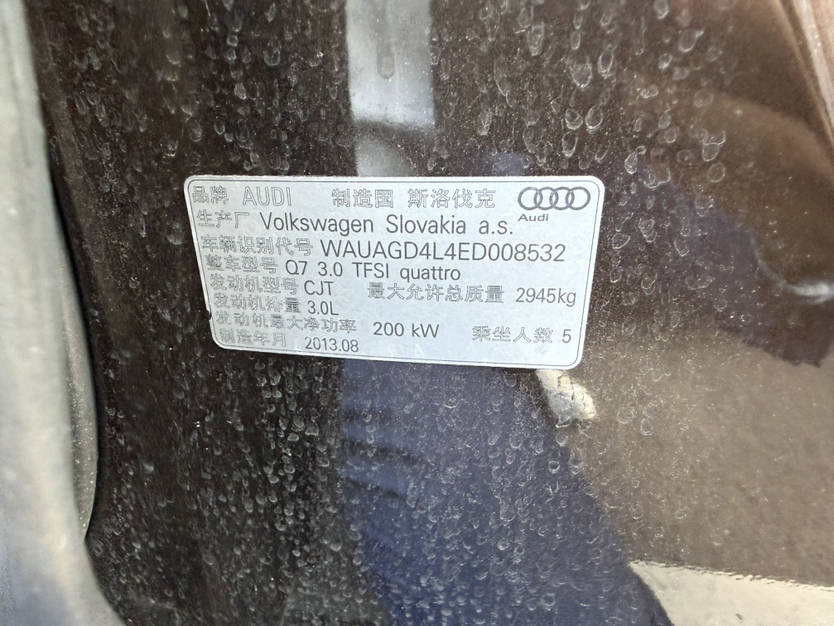 品牌 AUDI 制造国 斯洛伐克
Audi
生产厂 Volkswagen Slovakia a.s.
车辆识别代号 WAUAGD4L4ED008532
整车型号 Q7 3.0 TFSI quattro
发动机型号 CJT 最大允许总质量 2945kg
发动机排量 3.0L
发动机最大净功率 200 kW 乘坐人数 5
制造年月 2013.08